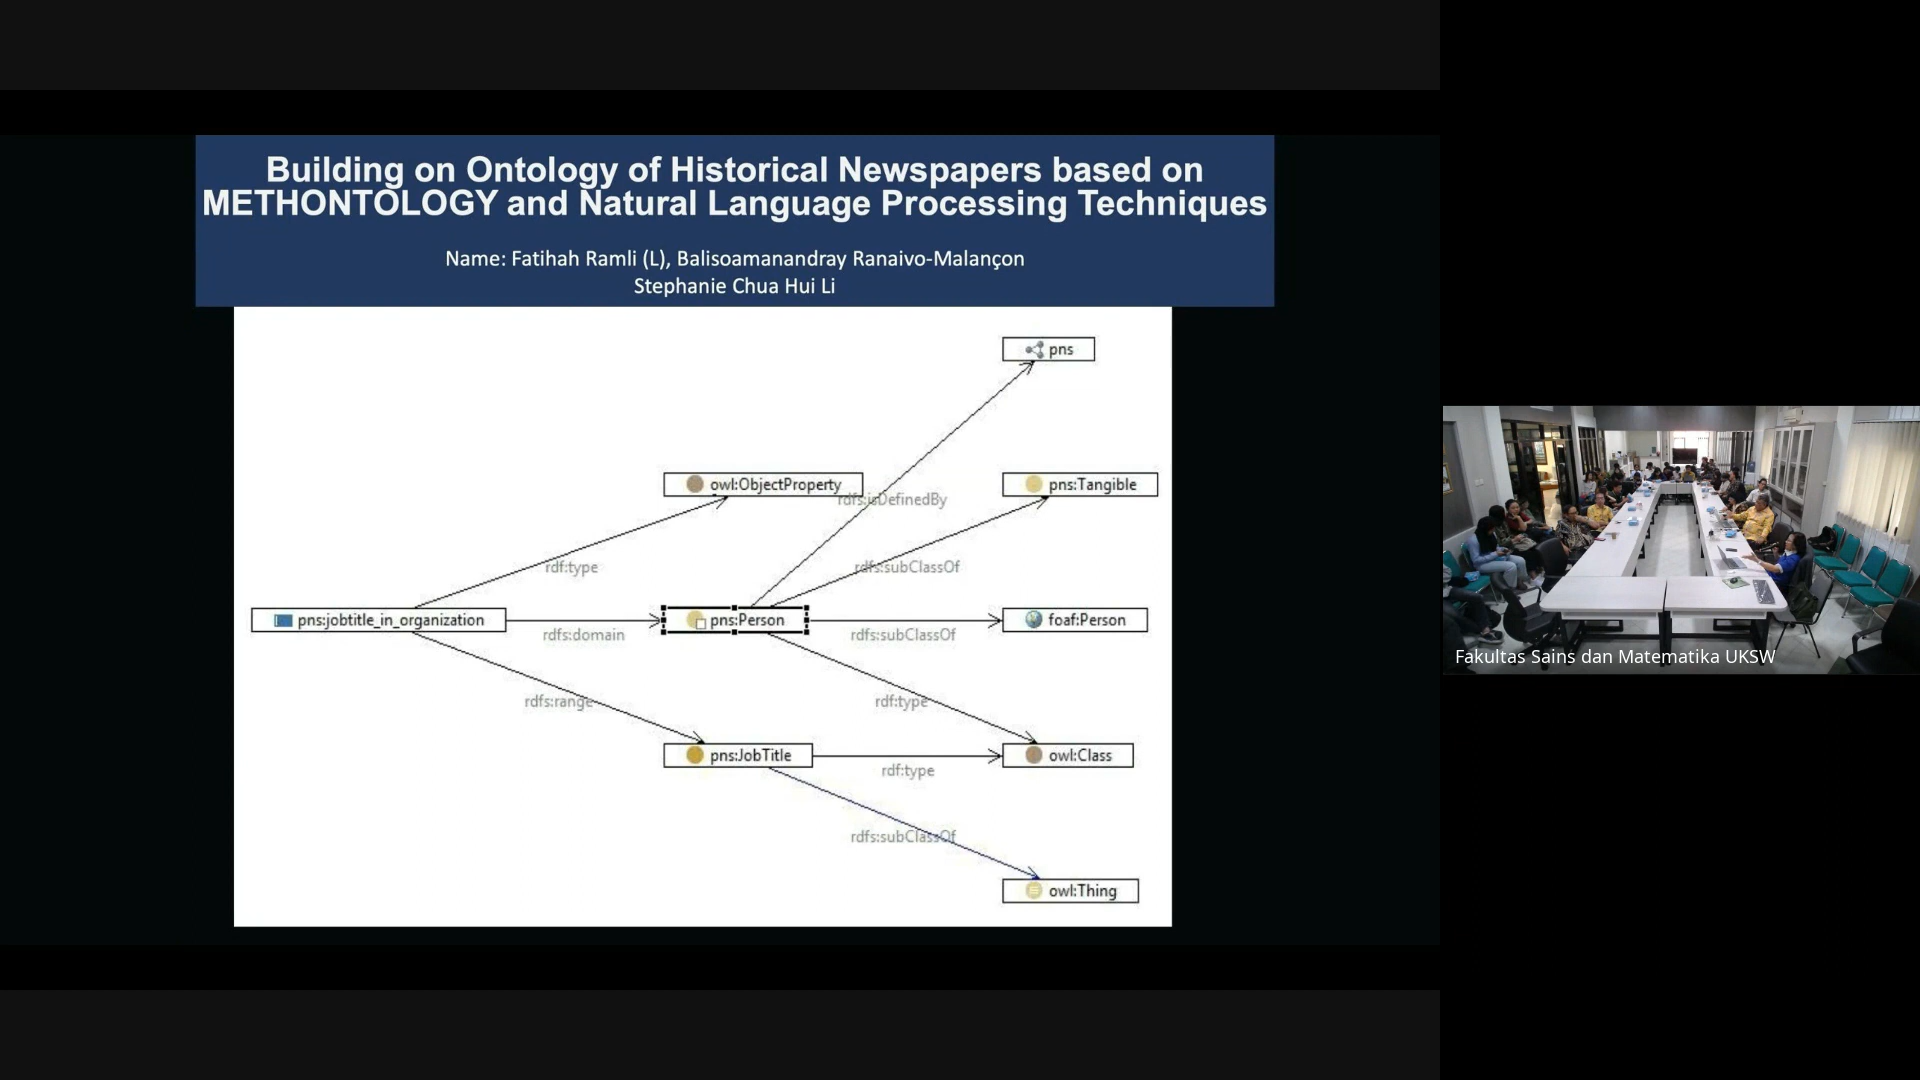 Building on Ontology of Historical Newspapers based on
METHONTOLOGY and Natural Language Processing Techniques
Name: Fatihah Ramli (L), Balisoamanandray Ranaivo-Malançon
Stephanie Chua Hui Li
pns
owl:ObjectProperty
rdfs:isDefinedBy
pns:Tangible
rdf:type
rdfs:subClassOf
pns:jobtitle_in_organization
rdfs:domain
pns:Person
rdfs:subClassOf
foaf:Person
rdfs:range
rdf:type
pns:JobTitle
rdf:type
owl:Class
rdfs:subClassOf
owl:Thing
Fakultas Sains dan Matematika UKSW